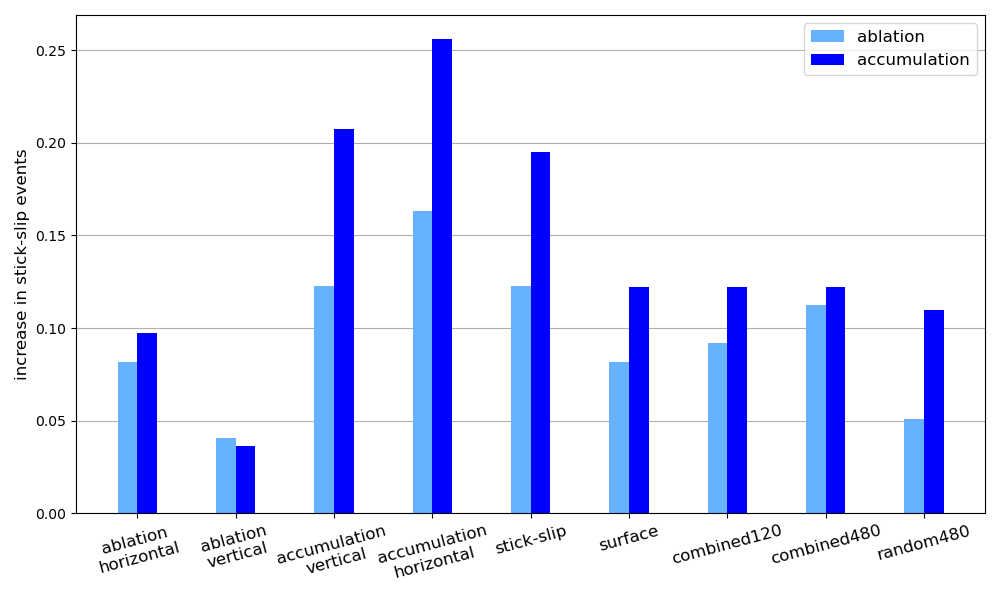 ablation
accumulation
increase in stick-slip events
0.25
0.20
0.15
0.10
0.05
0.00
ablation
horizontal
ablation
vertical
accumulation
vertical
accumulation
horizontal
stick-slip
surface
combined120
combined480
random480